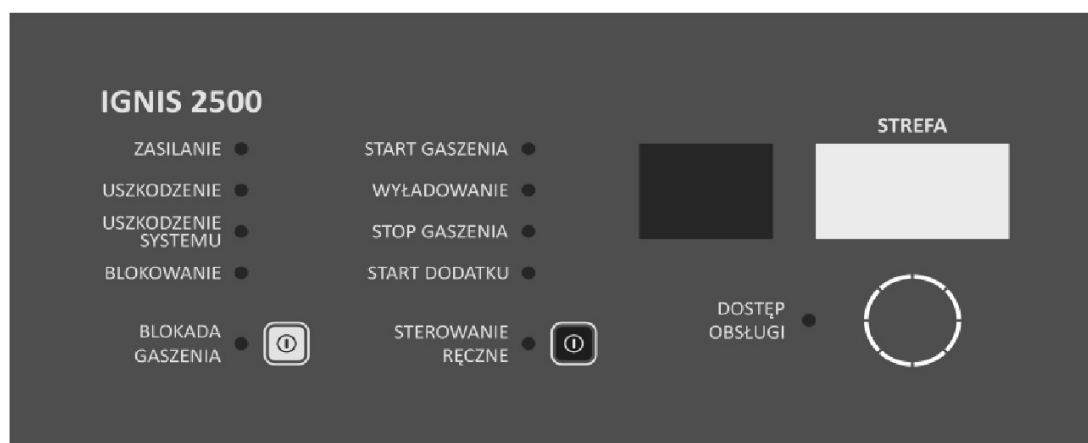 IGNIS 2500
ZASILANIE
USZKODZENIE
USZKODZENIE
SYSTEMU
BLOKOWANIE
BLOKADA
GASZENIA
START GASZENIA
WYŁADOWANIE
STOP GASZENIA
START DODATKU
STEROWANIE
RĘCZNE
STREFA
DOSTĘP
OBSŁUGI